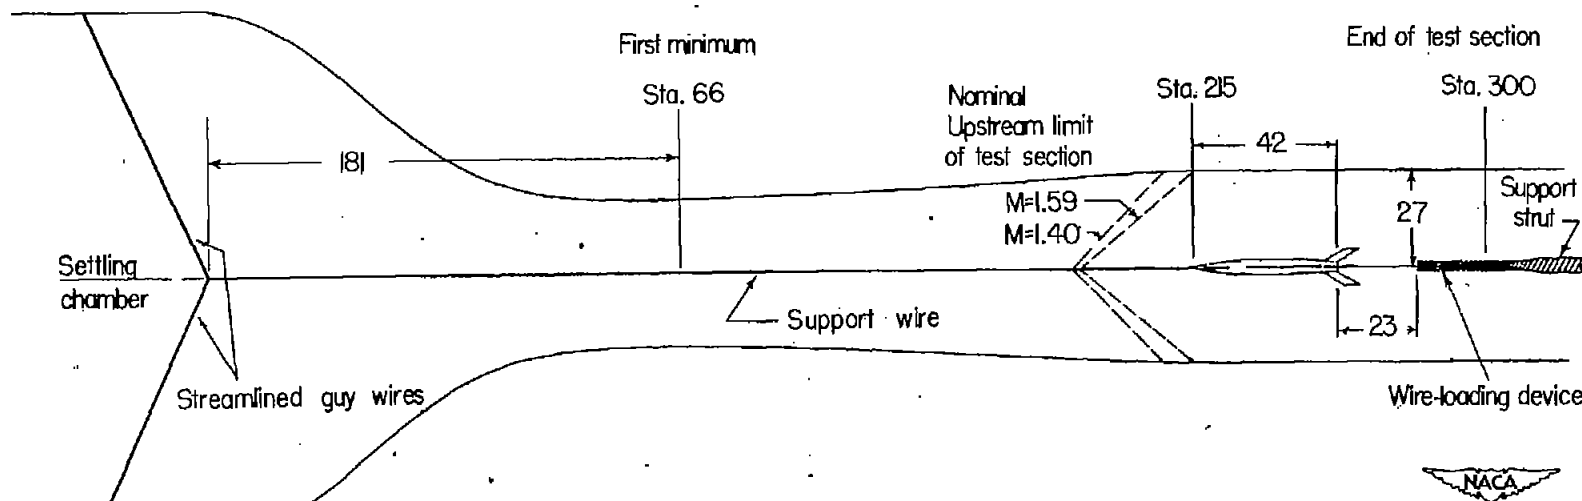 First minimum
End of test section
Sta. 66
Nominal
Upstream limit
of test section
Sta. 215
Sta. 300
181
42
M=1.59
M=1.40
27
Support
strut
Settling
chamber
Support wire
23
Streamlined guy wires
Wire-loading device
NACA